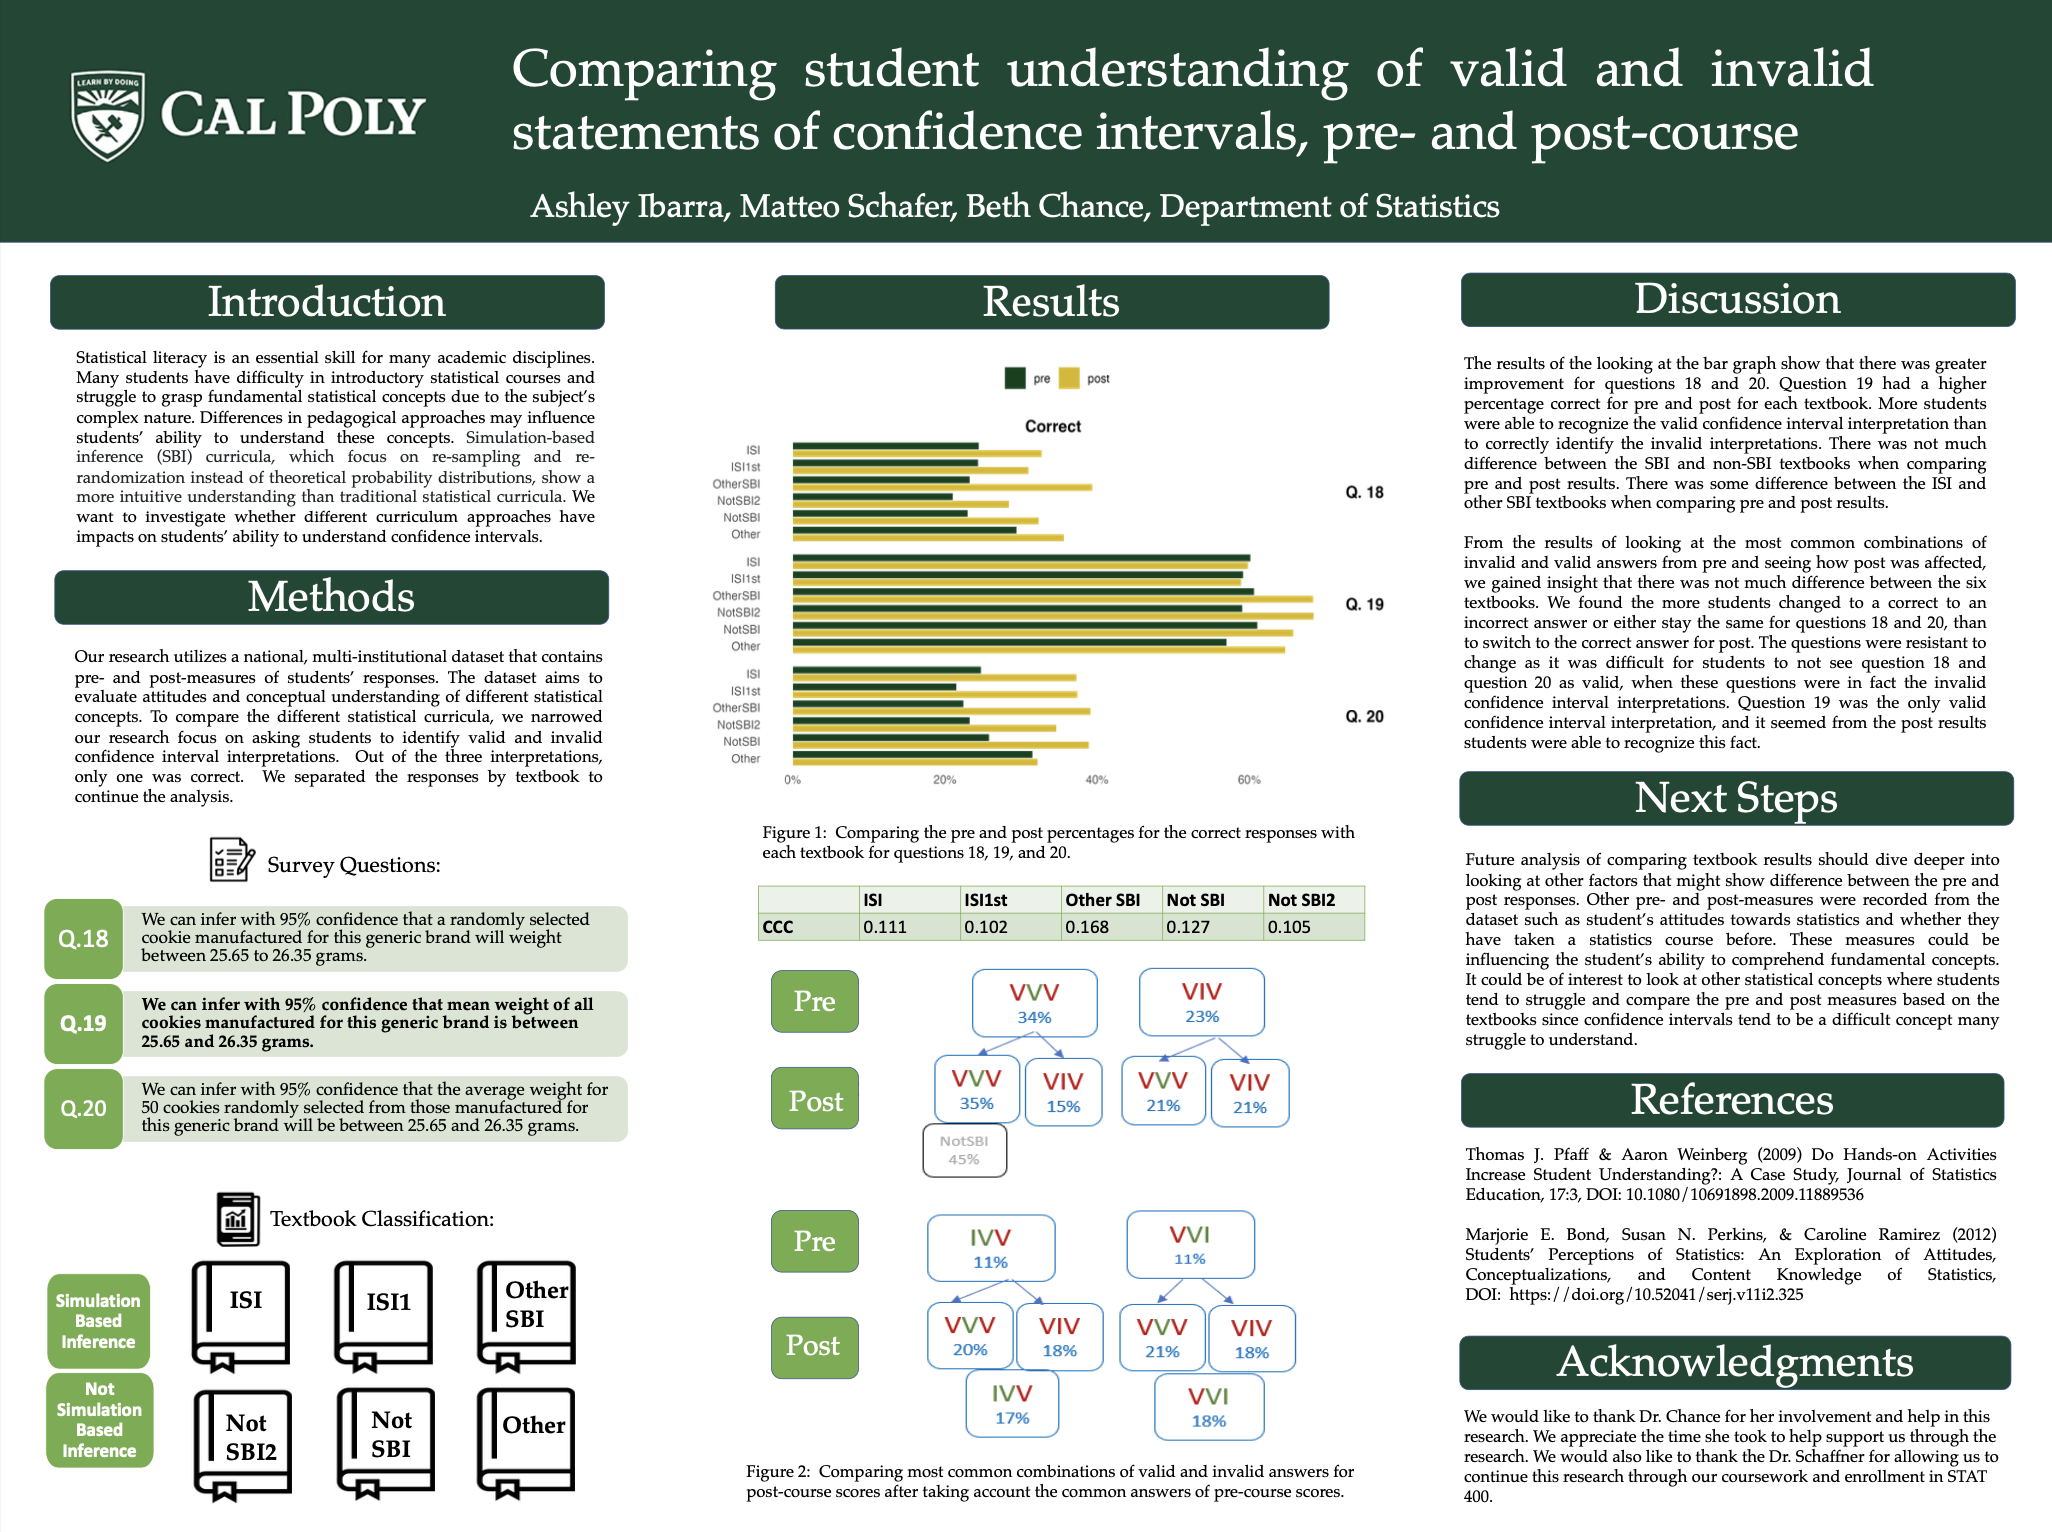 LEARN BY DOING
CAL POLY
Comparing student understanding of valid and invalid
statements of confidence intervals, pre- and post-course
Ashley Ibarra, Matteo Schafer, Beth Chance, Department of Statistics
Introduction
Statistical literacy is an essential skill for many academic disciplines.
Many students have difficulty in introductory statistical courses and
struggle to grasp fundamental statistical concepts due to the subject's
complex nature. Differences in pedagogical approaches may influence
students' ability to understand these concepts. Simulation-based
inference (SBI) curricula, which focus on re-sampling and re-
randomization instead of theoretical probability distributions, show a
more intuitive understanding than traditional statistical curricula. We
want to investigate whether different curriculum approaches have
impacts on students' ability to understand confidence intervals.
Methods
Our research utilizes a national, multi-institutional dataset that contains
pre- and post-measures of students' responses. The dataset aims to
evaluate attitudes and conceptual understanding of different statistical
concepts. To compare the different statistical curricula, we narrowed
our research focus on asking students to identify valid and invalid
confidence interval interpretations. Out of the three interpretations,
only one was correct. We separated the responses by textbook to
continue the analysis.
Survey Questions:
Q.18
We can infer with 95% confidence that a randomly selected
cookie manufactured for this generic brand will weight
between 25.65 to 26.35 grams.
Q.19
We can infer with 95% confidence that mean weight of all
cookies manufactured for this generic brand is between
25.65 and 26.35 grams.
Q.20
We can infer with 95% confidence that the average weight for
50 cookies randomly selected from those manufactured for
this generic brand will be between 25.65 and 26.35 grams.
Textbook Classification:
Simulation
Based
Inference
ISI
ISI1
Other
SBI
Not
Simulation
Based
Inference
Not
SBI2
Not
SBI
Other
Results
pre post
Correct
ISI
ISI1st
OtherSBI
NotSBI2
NotSBI
Other
Q. 18
ISI
ISI1st
OtherSBI
NotSBI2
NotSBI
Other
Q. 19
ISI
ISI1st
OtherSBI
NotSBI2
NotSBI
Other
Q. 20
0% 20% 40% 60%
Figure 1: Comparing the pre and post percentages for the correct responses with
each textbook for questions 18, 19, and 20.
ISI ISI1st Other SBI Not SBI Not SBI2
CCC 0.111 0.102 0.168 0.127 0.105
Pre
VVV
34%
VIV
23%
Post
VVV
35%
VIV
15%
VVV
21%
VIV
21%
NotSBI
45%
Pre
IVV
11%
VVI
11%
Post
VVV
20%
VIV
18%
VVV
21%
VIV
18%
IVV
17%
VVI
18%
Figure 2: Comparing most common combinations of valid and invalid answers for
post-course scores after taking account the common answers of pre-course scores.
Discussion
The results of the looking at the bar graph show that there was greater
improvement for questions 18 and 20. Question 19 had a higher
percentage correct for pre and post for each textbook. More students
were able to recognize the valid confidence interval interpretation than
to correctly identify the invalid interpretations. There was not much
difference between the SBI and non-SBI textbooks when comparing
pre and post results. There was some difference between the ISI and
other SBI textbooks when comparing pre and post results.
From the results of looking at the most common combinations of
invalid and valid answers from pre and seeing how post was affected,
we gained insight that there was not much difference between the six
textbooks. We found the more students changed to a correct to an
incorrect answer or either stay the same for questions 18 and 20, than
to switch to the correct answer for post. The questions were resistant to
change as it was difficult for students to not see question 18 and
question 20 as valid, when these questions were in fact the invalid
confidence interval interpretations. Question 19 was the only valid
confidence interval interpretation, and it seemed from the post results
students were able to recognize this fact.
Next Steps
Future analysis of comparing textbook results should dive deeper into
looking at other factors that might show difference between the pre and
post responses. Other pre- and post-measures were recorded from the
dataset such as student's attitudes towards statistics and whether they
have taken a statistics course before. These measures could be
influencing the student's ability to comprehend fundamental concepts.
It could be of interest to look at other statistical concepts where students
tend to struggle and compare the pre and post measures based on the
textbooks since confidence intervals tend to be a difficult concept many
struggle to understand.
References
Thomas J. Pfaff & Aaron Weinberg (2009) Do Hands-on Activities
Increase Student Understanding?: A Case Study, Journal of Statistics
Education, 17:3, DOI: 10.1080/10691898.2009.11889536
Marjorie E. Bond, Susan N. Perkins, & Caroline Ramirez (2012)
Students' Perceptions of Statistics: An Exploration of Attitudes,
Conceptualizations, and Content Knowledge of Statistics,
DOI: https://doi.org/10.52041/serj.v11i2.325
Acknowledgments
We would like to thank Dr. Chance for her involvement and help in this
research. We appreciate the time she took to help support us through the
research. We would also like to thank the Dr. Schaffner for allowing us to
continue this research through our coursework and enrollment in STAT
400.